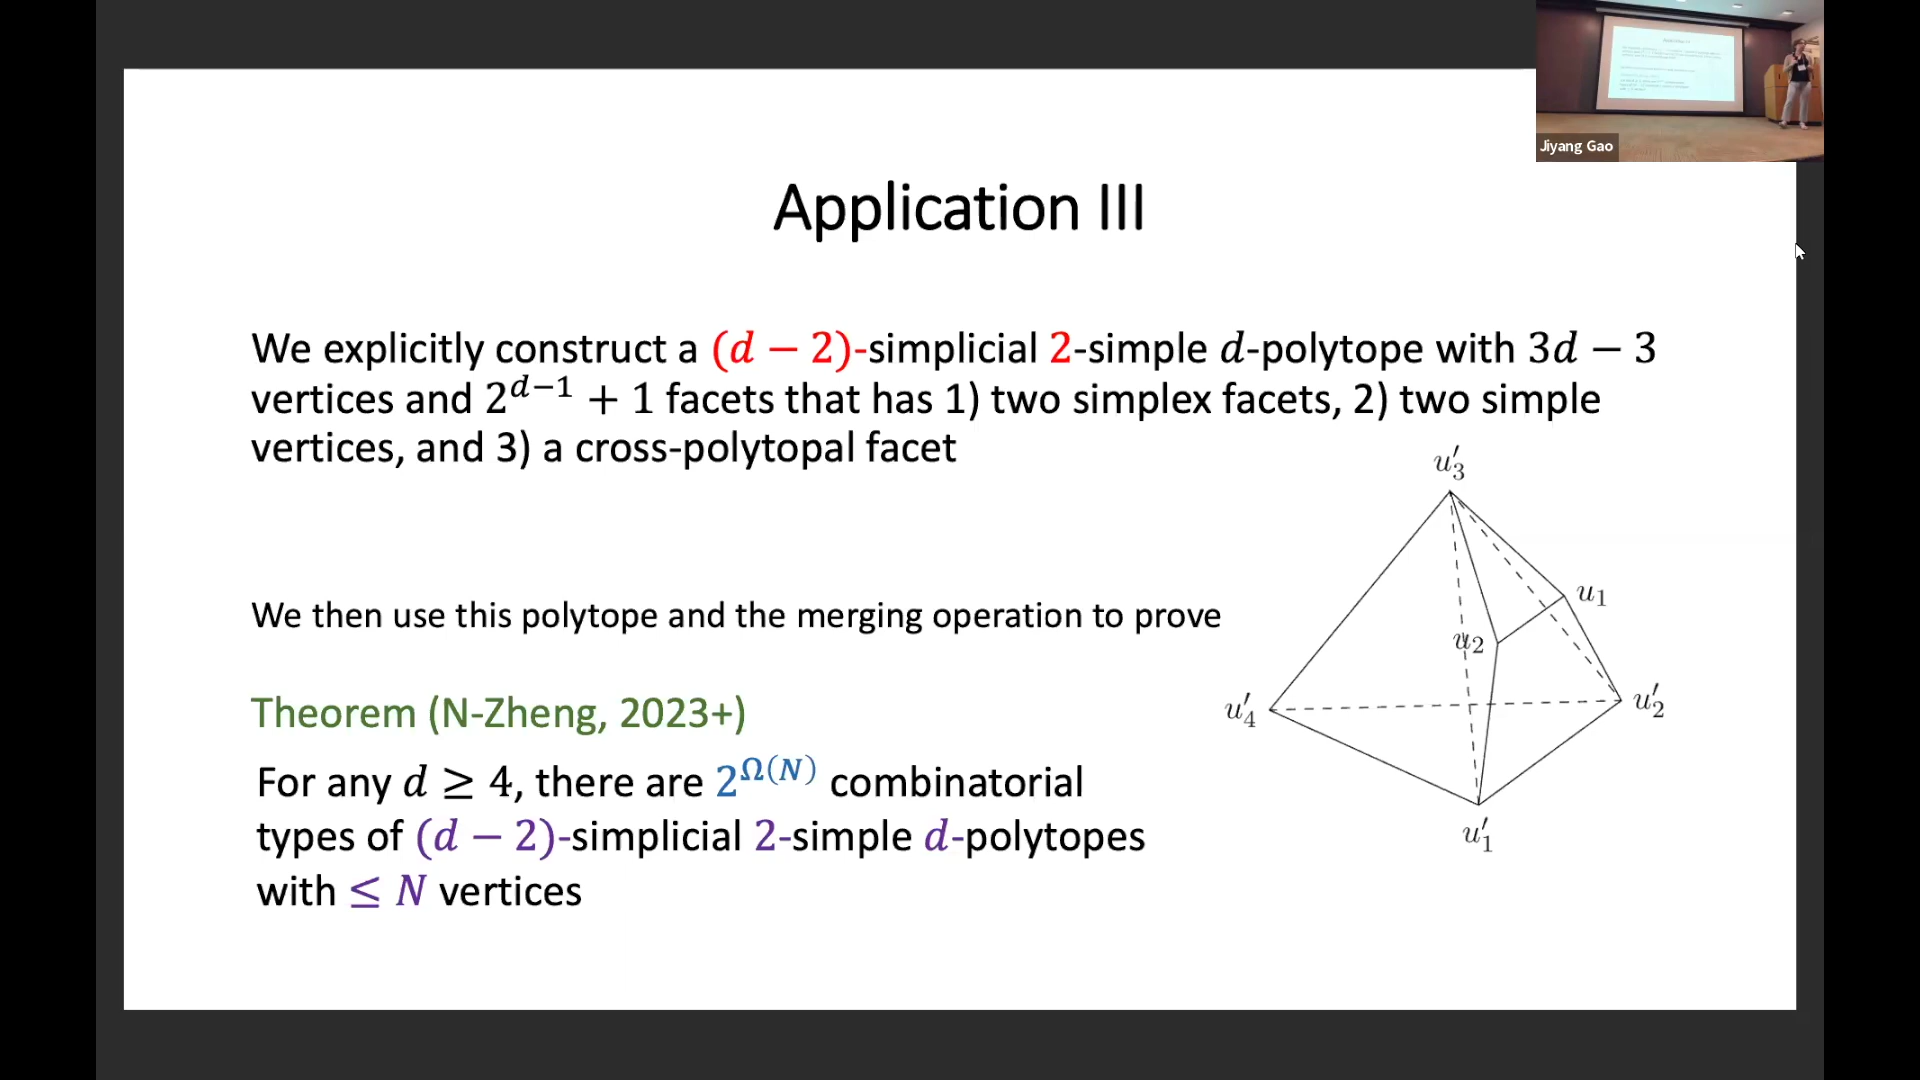 Jiyang Gao
Application III
We explicitly construct a (d − 2)-simplicial 2-simple d-polytope with 3d − 3
vertices and 2^{d−1} + 1 facets that has 1) two simplex facets, 2) two simple
vertices, and 3) a cross-polytopal facet
u′₃
u₁
We then use this polytope and the merging operation to prove
u₂
u′₄
u′₂
Theorem (N-Zheng, 2023+)
For any d ≥ 4, there are 2^{Ω(N)} combinatorial
types of (d − 2)-simplicial 2-simple d-polytopes
u′₁
with ≤ N vertices